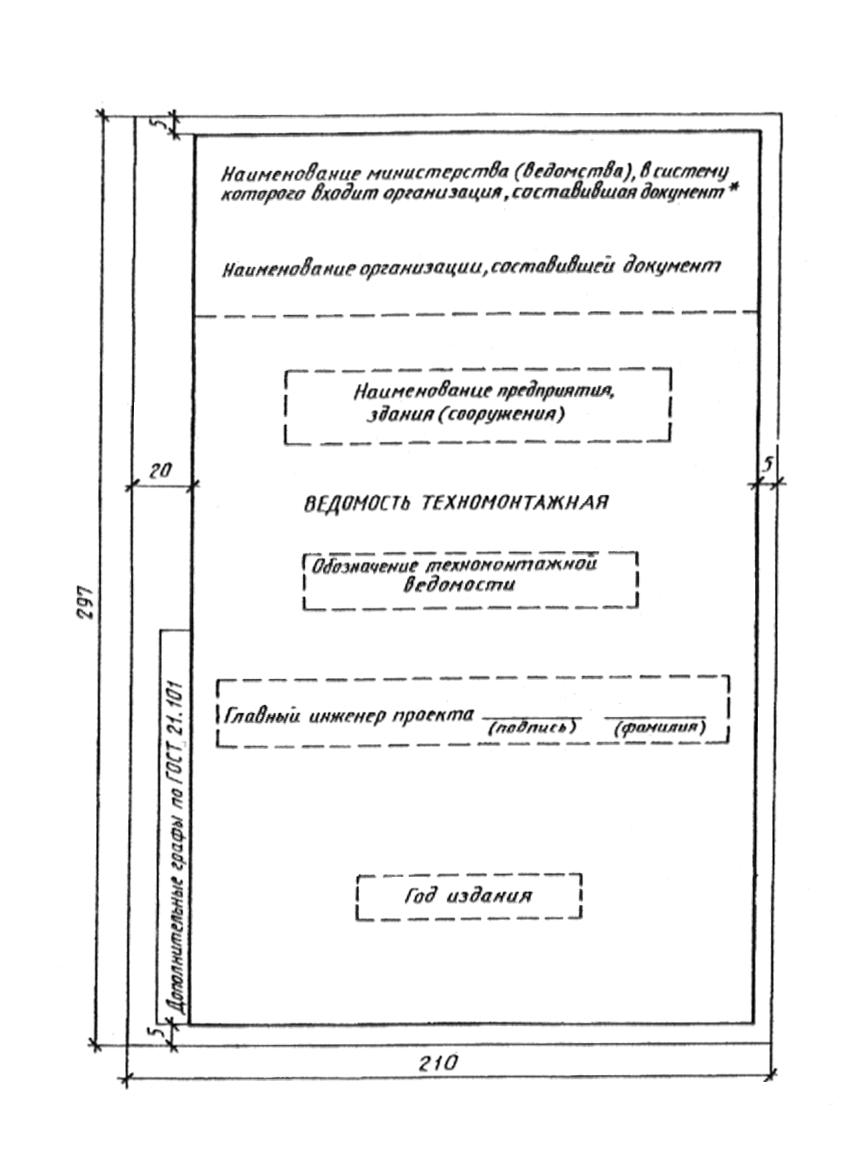 5
Наименование министерства (ведомства), в систему
которого входит организация, составившая документ*
Наименование организации, составившей документ
Наименование предприятия,
здания (сооружения)
20
5
ВЕДОМОСТЬ ТЕХНОМОНТАЖНАЯ
Обозначение техномонтажной
ведомости
297
Главный инженер проекта
(подпись) (фамилия)
Дополнительные графы по ГОСТ 21.101
Год издания
5
210